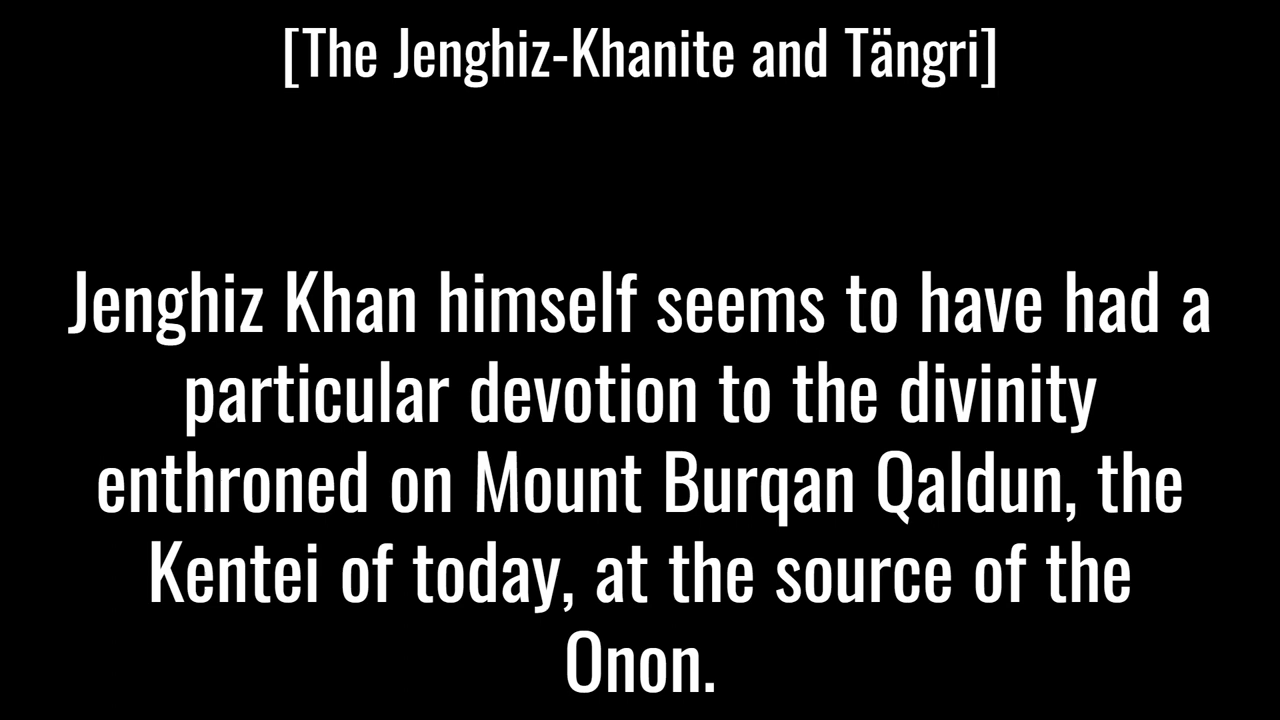 [The Jenghiz-Khanite and Tängri]
Jenghiz Khan himself seems to have had a
particular devotion to the divinity
enthroned on Mount Burqan Qaldun, the
Kentei of today, at the source of the
Onon.